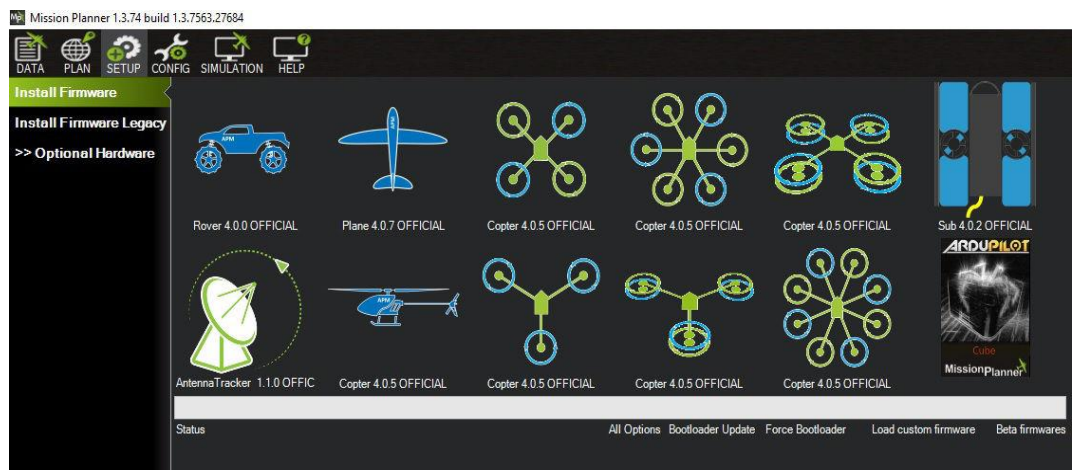 Mission Planner 1.3.74 build 1.3.7563.27684
DATA PLAN SETUP CONFIG SIMULATION HELP
Install Firmware
Install Firmware Legacy
>> Optional Hardware
APM
Rover 4.0.0 OFFICIAL Plane 4.0.7 OFFICIAL Copter 4.0.5 OFFICIAL Copter 4.0.5 OFFICIAL Copter 4.0.5 OFFICIAL Sub 4.0.2 OFFICIAL
ARDUPILOT
APM
Cube
Mission Planner
AntennaTracker 1.1.0 OFFIC Copter 4.0.5 OFFICIAL Copter 4.0.5 OFFICIAL Copter 4.0.5 OFFICIAL Copter 4.0.5 OFFICIAL
Status All Options Bootloader Update Force Bootloader Load custom firmware Beta firmwares